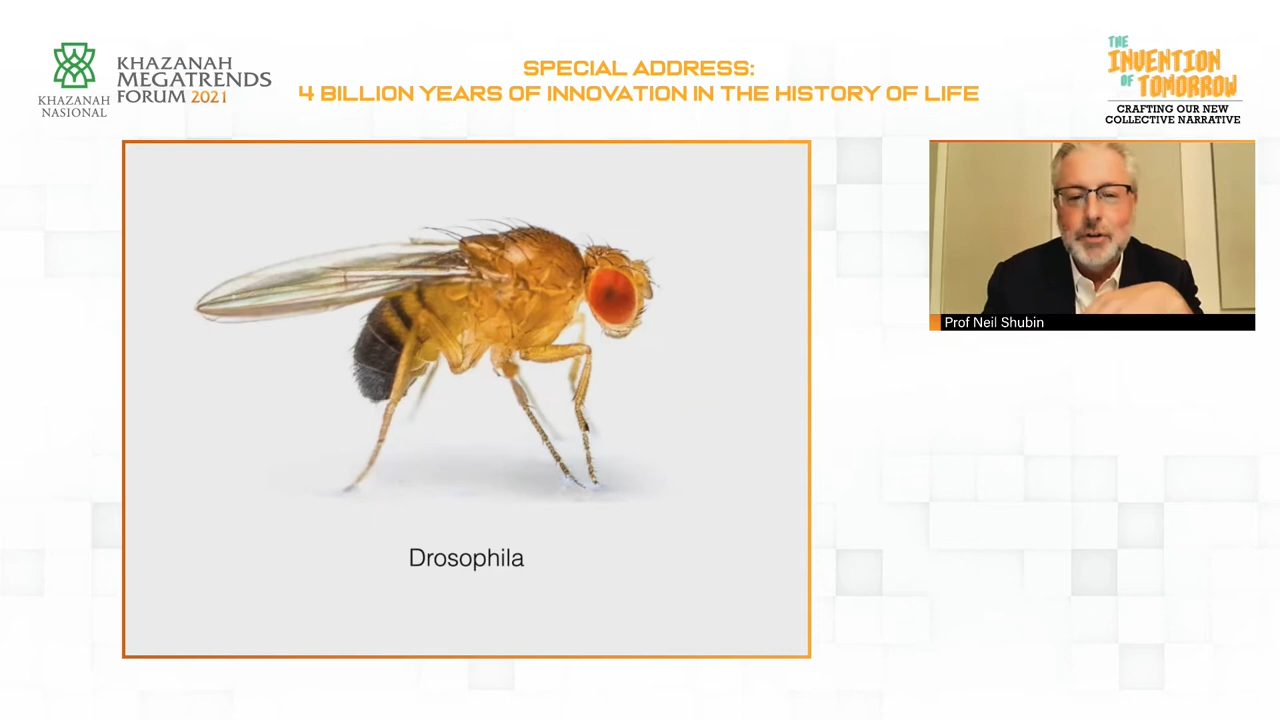 KHAZANAH
NASIONAL
KHAZANAH
MEGATRENDS
FORUM 2021
SPECIAL ADDRESS:
4 BILLION YEARS OF INNOVATION IN THE HISTORY OF LIFE
THE
INVENTION
OF TOMORROW
CRAFTING OUR NEW
COLLECTIVE NARRATIVE
Prof Neil Shubin
Drosophila